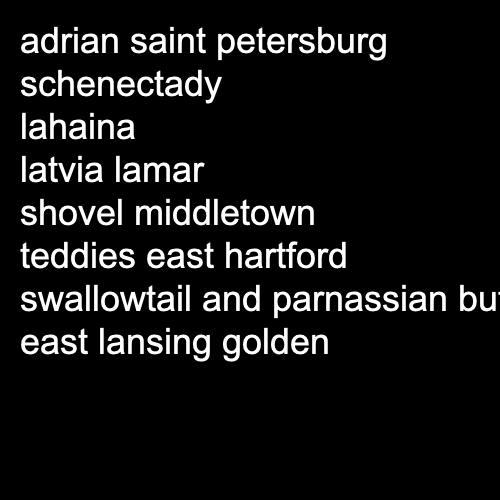 adrian saint petersburg
schenectady
lahaina
latvia lamar
shovel middletown
teddies east hartford
swallowtail and parnassian
east lansing golden